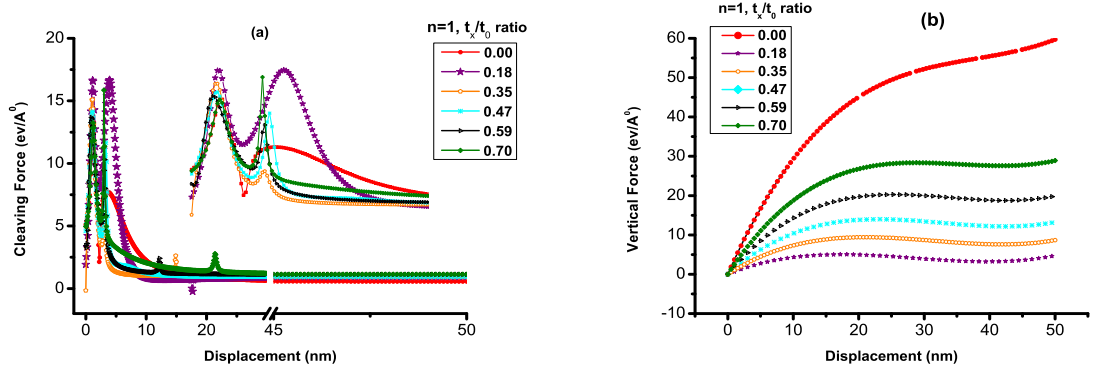 (a)
n=1, tx/t0 ratio
0.00
0.18
0.35
0.47
0.59
0.70
Cleaving Force (ev/A0)
20
15
10
5
0
0 10 20 45 50
Displacement (nm)
n=1, tx/t0 ratio
(b)
0.00
0.18
0.35
0.47
0.59
0.70
Vertical Force (ev/A0)
60
50
40
30
20
10
0
-10
0 10 20 30 40 50
Displacement (nm)